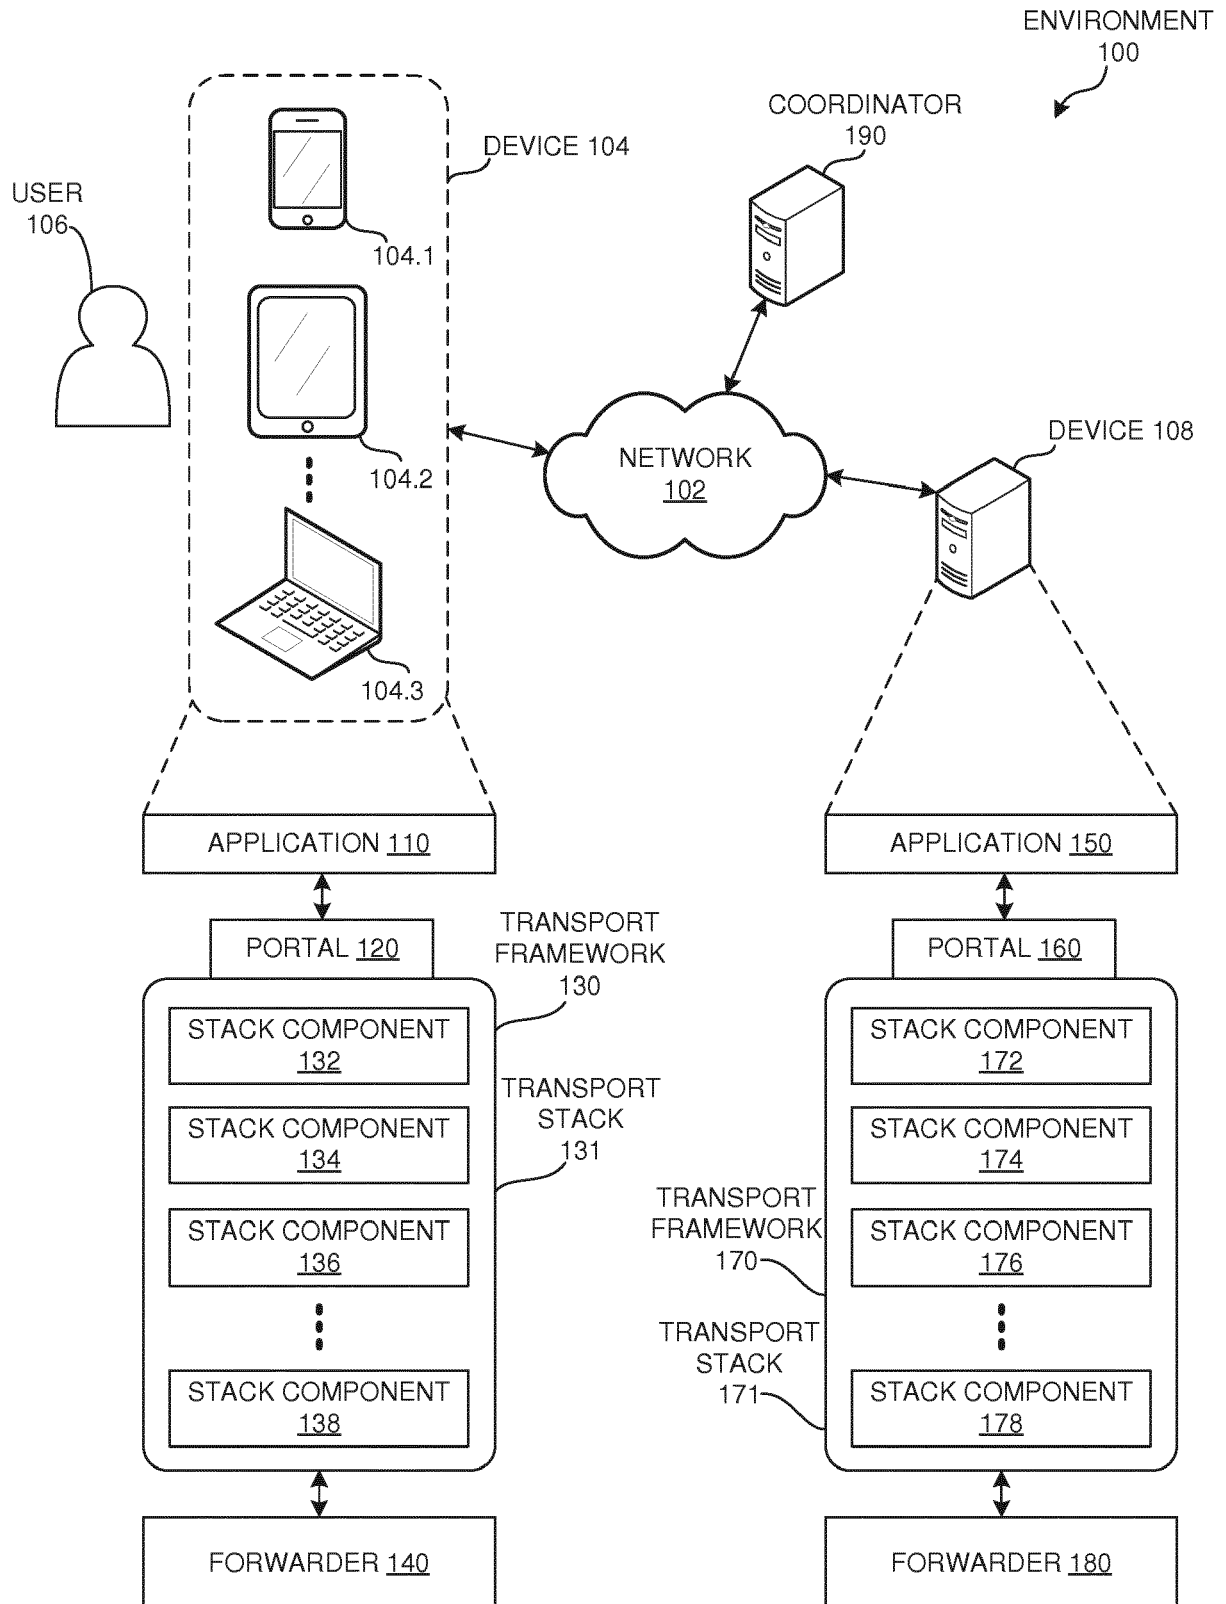 ENVIRONMENT
100
COORDINATOR
190
DEVICE 104
USER
106
104.1
104.2
104.3
NETWORK
102
DEVICE 108
APPLICATION 110
PORTAL 120
TRANSPORT
FRAMEWORK
130
STACK COMPONENT
132
TRANSPORT
STACK
131
STACK COMPONENT
134
STACK COMPONENT
136
STACK COMPONENT
138
FORWARDER 140
APPLICATION 150
PORTAL 160
STACK COMPONENT
172
STACK COMPONENT
174
TRANSPORT
FRAMEWORK
170
STACK COMPONENT
176
TRANSPORT
STACK
171
STACK COMPONENT
178
FORWARDER 180